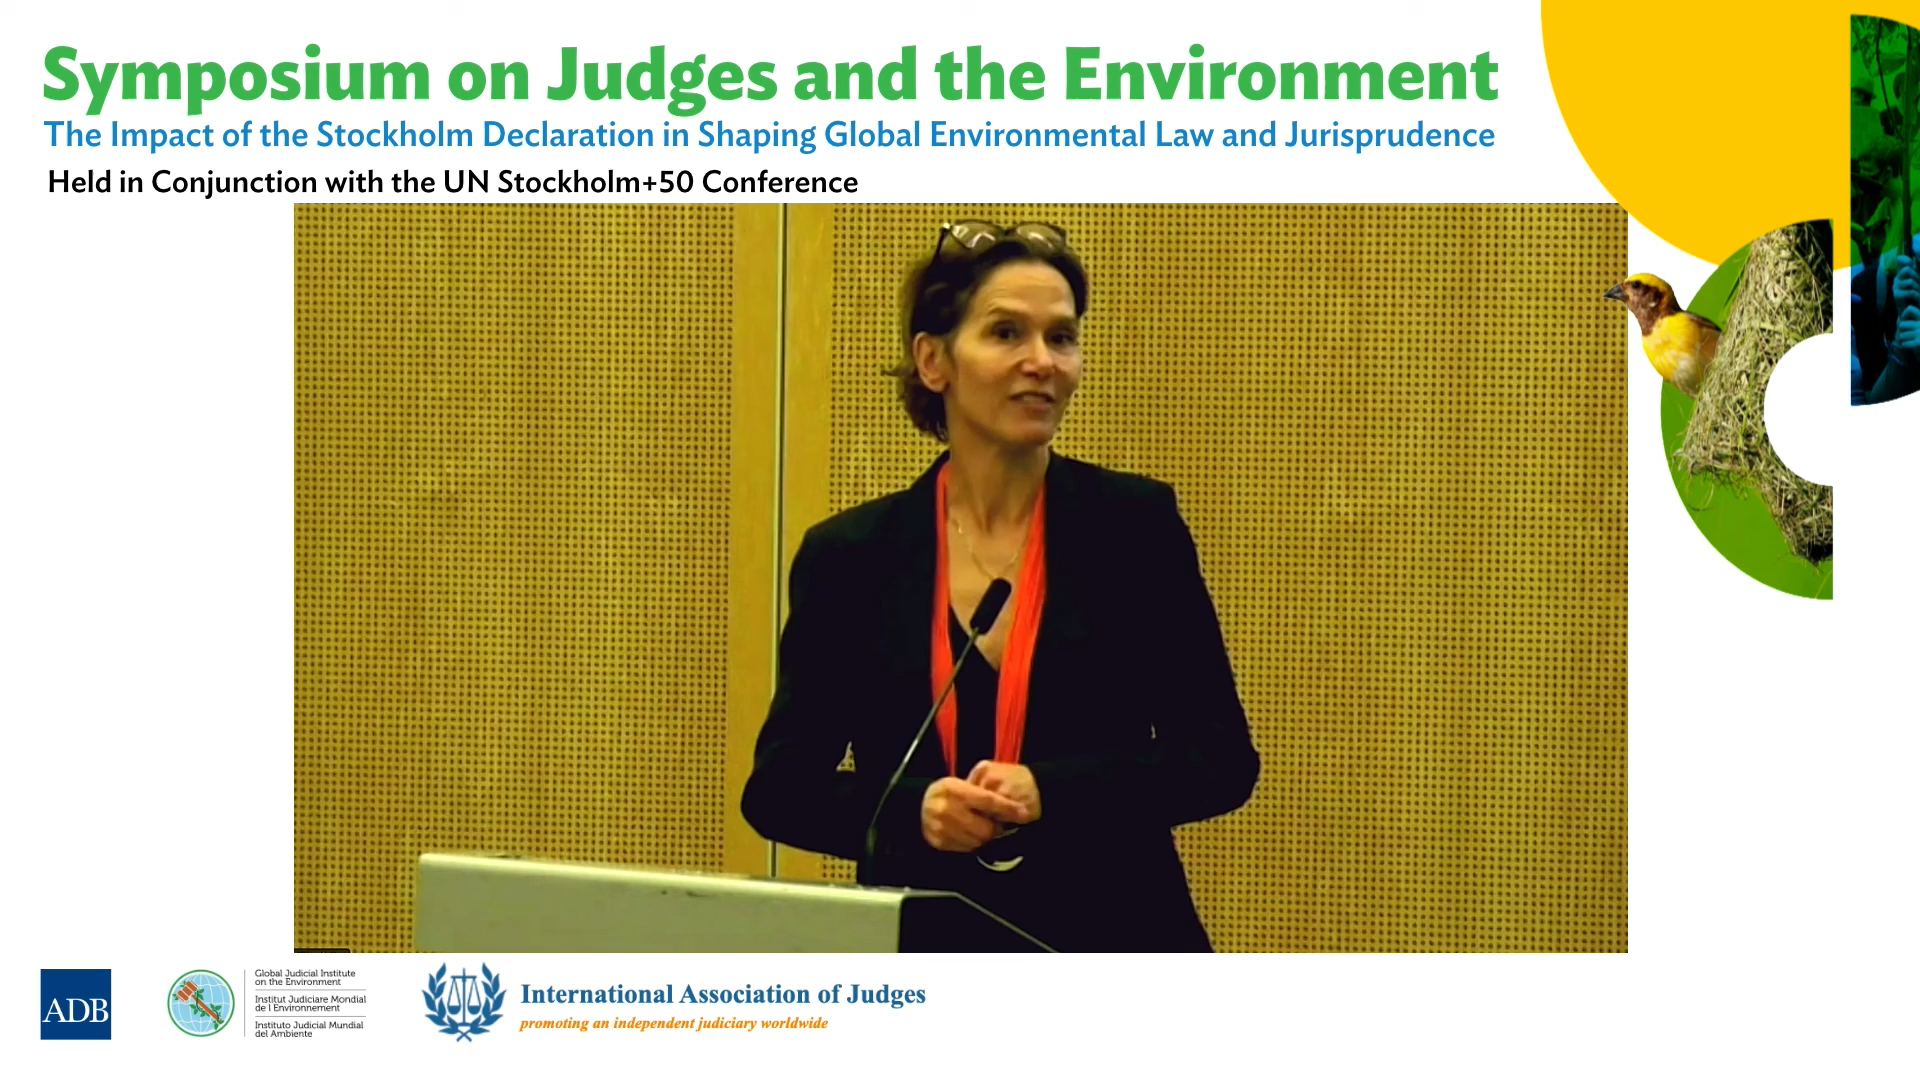 Symposium on Judges and the Environment
The Impact of the Stockholm Declaration in Shaping Global Environmental Law and Jurisprudence
Held in Conjunction with the UN Stockholm+50 Conference
ADB
Global Judicial Institute
on the Environment
Institut Judiciare Mondial
de l Environnement
Instituto Judicial Mundial
del Ambiente
International Association of Judges
promoting an independent judiciary worldwide